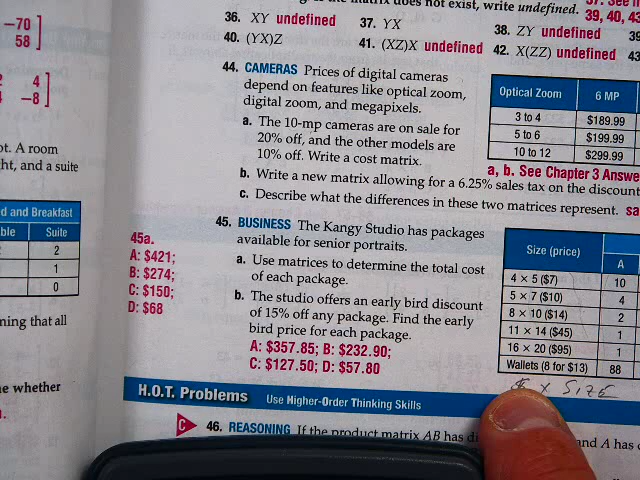 -70
58
4
-8
ot. A room
ht, and a suite
d and Breakfast
ble Suite
2
1
0
ning that all
e whether
not exist, write undefined.
39, 40, 43
36. XY undefined 37. YX 38. ZY undefined 39
40. (YX)Z 41. (XZ)X undefined 42. X(ZZ) undefined 43
44. CAMERAS Prices of digital cameras
depend on features like optical zoom,
digital zoom, and megapixels.
a. The 10-mp cameras are on sale for
20% off, and the other models are
10% off. Write a cost matrix.
Optical Zoom 6 MP
3 to 4 $189.99
5 to 6 $199.99
10 to 12 $299.99
a, b. See Chapter 3 Answe
b. Write a new matrix allowing for a 6.25% sales tax on the discount
c. Describe what the differences in these two matrices represent. sa
45. BUSINESS The Kangy Studio has packages
available for senior portraits.
a. Use matrices to determine the total cost
of each package.
b. The studio offers an early bird discount
of 15% off any package. Find the early
bird price for each package.
A: $357.85; B: $232.90;
C: $127.50; D: $57.80
45a.
A: $421;
B: $274;
C: $150;
D: $68
Size (price) A
4 × 5 ($7) 10
5 × 7 ($10) 4
8 × 10 ($14) 2
11 × 14 ($45) 1
16 × 20 ($95) 1
Wallets (8 for $13) 88
X SIZE
H.O.T. Problems Use Higher-Order Thinking Skills
C 46. REASONING If the product matrix AB has di
and A has